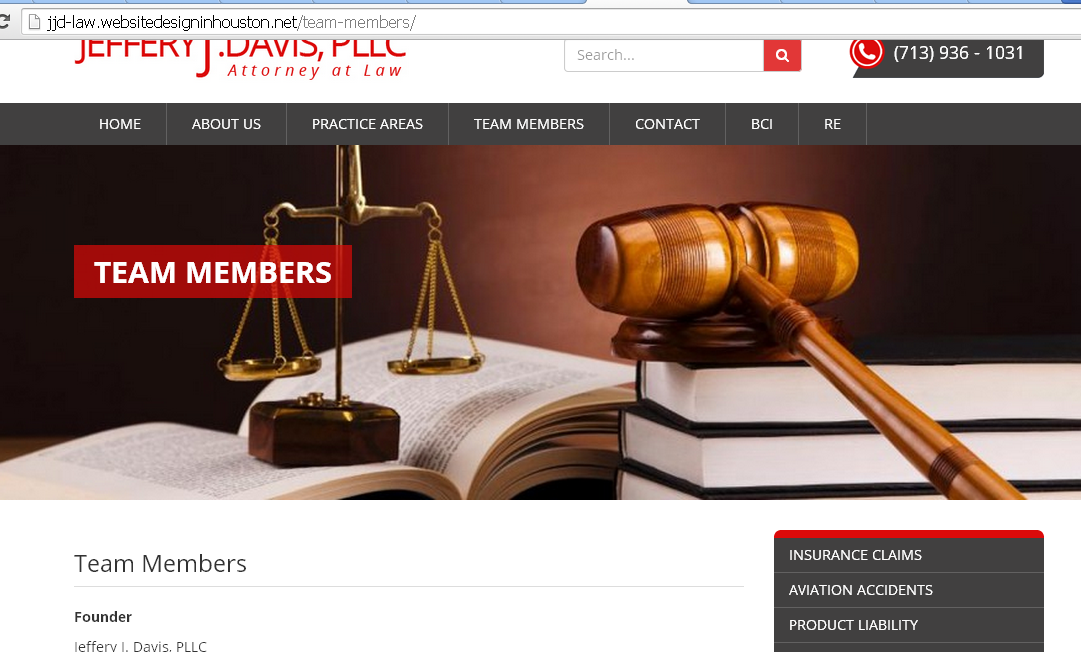 jjd-law.websitedesigninhouston.net/team-members/
JEFFERY J. DAVIS, PLLC
Attorney at Law
Search...
(713) 936 - 1031
HOME ABOUT US PRACTICE AREAS TEAM MEMBERS CONTACT BCI RE
TEAM MEMBERS
Team Members
Founder
Jeffery J. Davis, PLLC
INSURANCE CLAIMS
AVIATION ACCIDENTS
PRODUCT LIABILITY